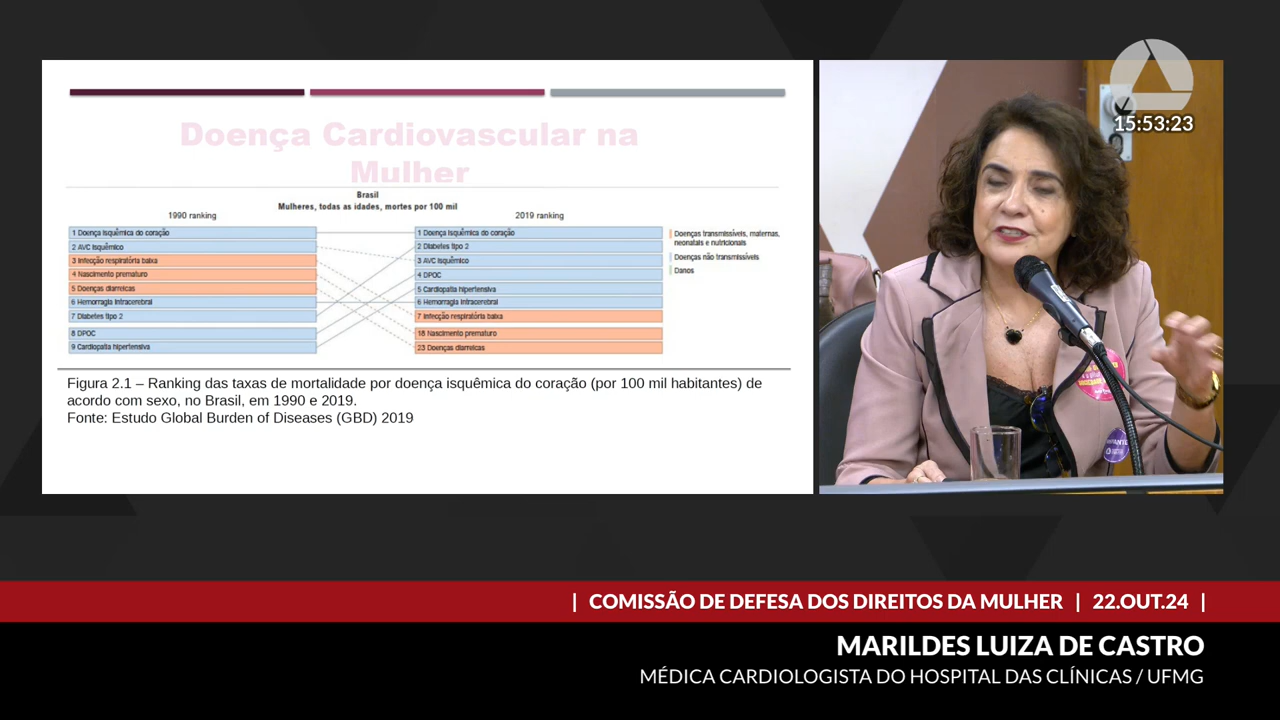 15:53:23
Doença Cardiovascular na
Mulher
Brasil
Mulheres, todas as idades, mortes por 100 mil
1990 ranking
2019 ranking
1 Doença isquêmica do coração
2 AVC isquêmico
3 Infecção respiratória baixa
4 Nascimento prematuro
5 Doenças diarreicas
6 Hemorragia intracerebral
7 Diabetes tipo 2
8 DPOC
9 Cardiopatia hipertensiva
1 Doença isquêmica do coração
2 Diabetes tipo 2
3 AVC isquêmico
4 DPOC
5 Cardiopatia hipertensiva
6 Hemorragia intracerebral
7 Infecção respiratória baixa
18 Nascimento prematuro
23 Doenças diarreicas
Doenças transmissíveis, maternas,
neonatais e nutricionais
Doenças não transmissíveis
Danos
Figura 2.1 – Ranking das taxas de mortalidade por doença isquêmica do coração (por 100 mil habitantes) de
acordo com sexo, no Brasil, em 1990 e 2019.
Fonte: Estudo Global Burden of Diseases (GBD) 2019
| COMISSÃO DE DEFESA DOS DIREITOS DA MULHER | 22.OUT.24 |
MARILDES LUIZA DE CASTRO
MÉDICA CARDIOLOGISTA DO HOSPITAL DAS CLÍNICAS / UFMG